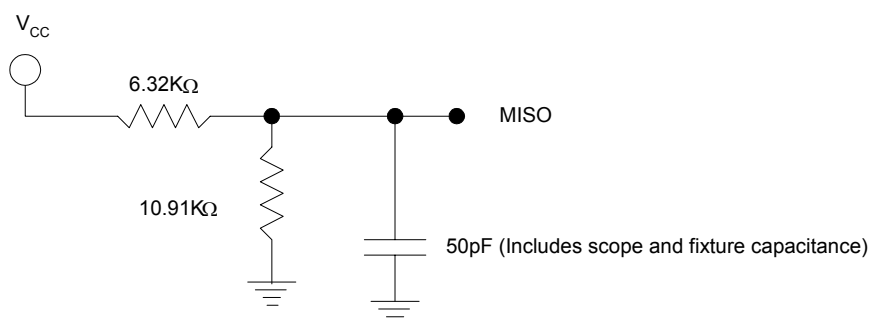 V_CC
6.32KΩ
MISO
10.91KΩ
50pF (Includes scope and fixture capacitance)